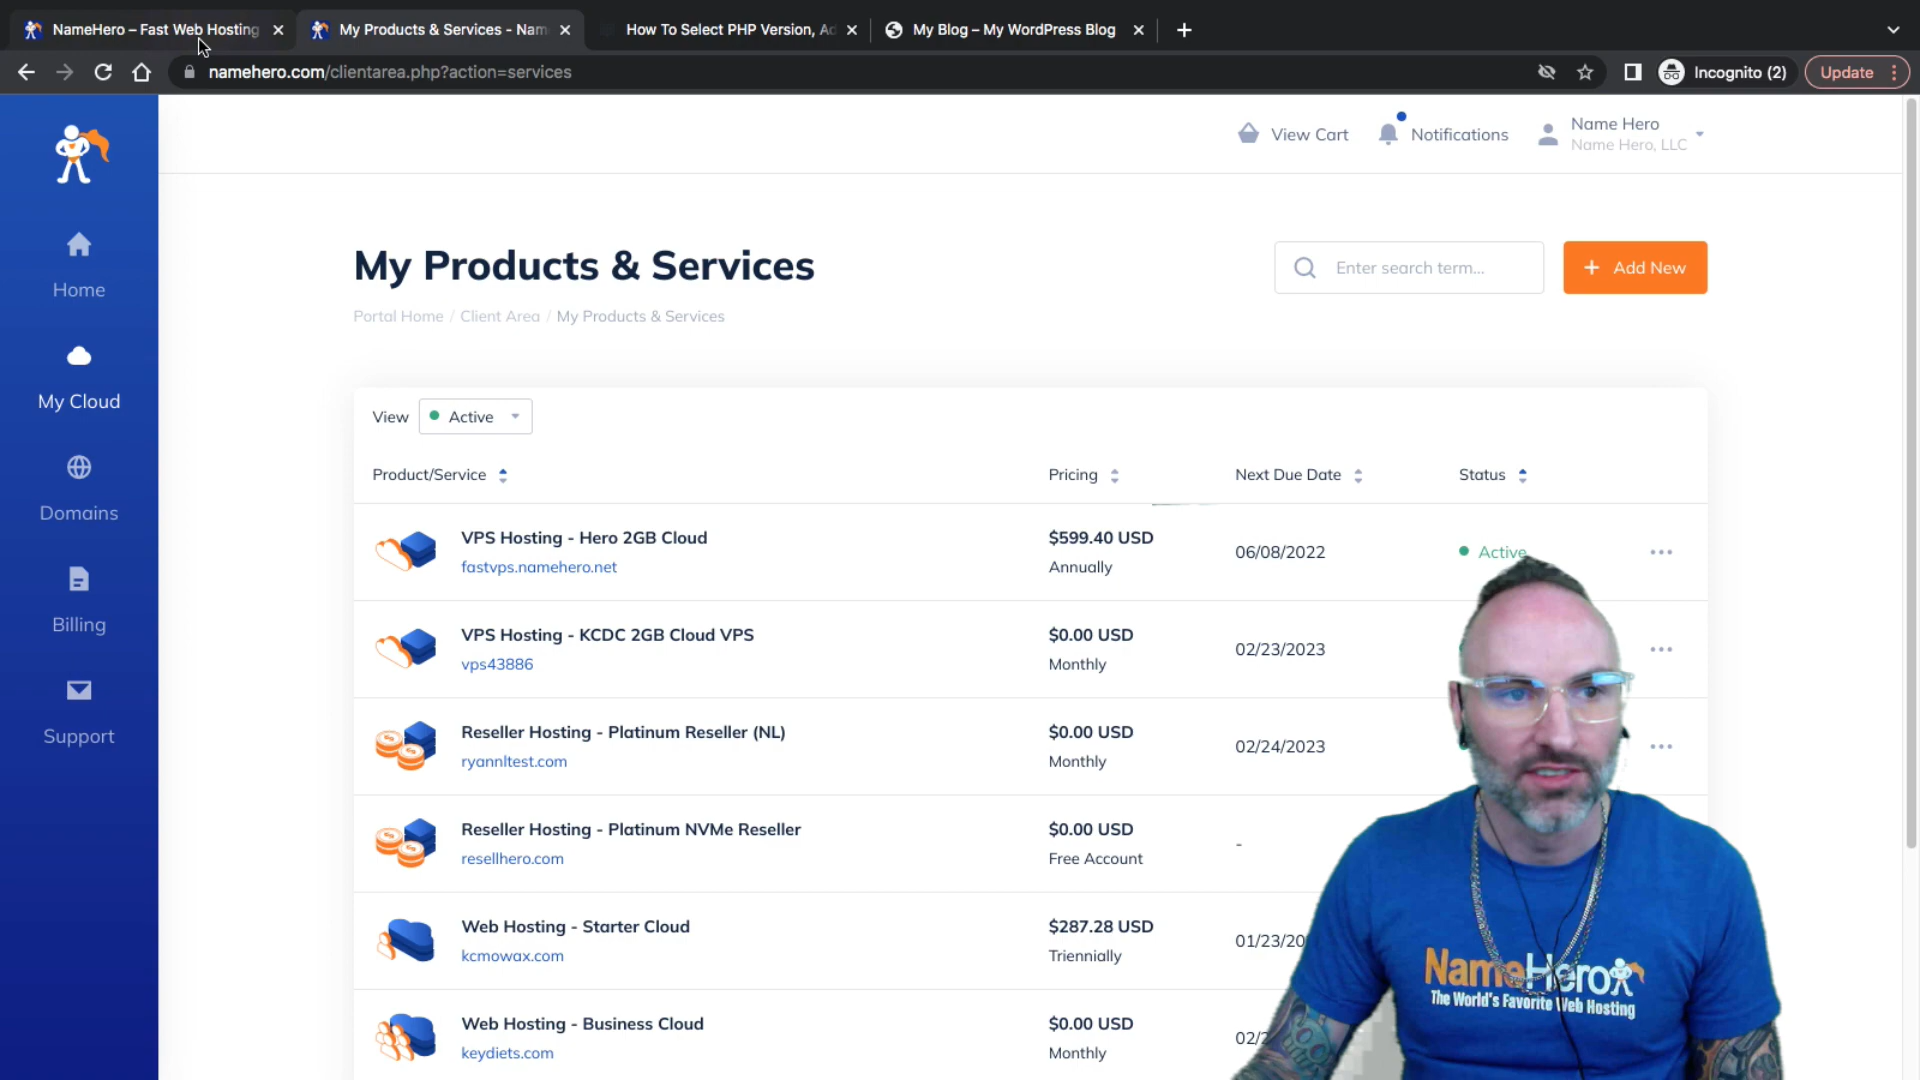 NameHero – Fast Web Hosting
My Products & Services - Nam
How To Select PHP Version, Ad
My Blog – My WordPress Blog
namehero.com/clientarea.php?action=services
Incognito (2)
Update
View Cart
Notifications
Name Hero
Name Hero, LLC
Home
My Cloud
Domains
Billing
Support
My Products & Services
Portal Home / Client Area / My Products & Services
Enter search term...
+ Add New
View
Active
Product/Service
Pricing
Next Due Date
Status
VPS Hosting - Hero 2GB Cloud
fastvps.namehero.net
$599.40 USD
Annually
06/08/2022
Active
VPS Hosting - KCDC 2GB Cloud VPS
vps43886
$0.00 USD
Monthly
02/23/2023
Reseller Hosting - Platinum Reseller (NL)
ryannltest.com
$0.00 USD
Monthly
02/24/2023
Reseller Hosting - Platinum NVMe Reseller
resellhero.com
$0.00 USD
Free Account
-
Web Hosting - Starter Cloud
kcmowax.com
$287.28 USD
Triennially
01/23/20
Web Hosting - Business Cloud
keydiets.com
$0.00 USD
Monthly
02/2
NameHero
The World's Favorite Web Hosting